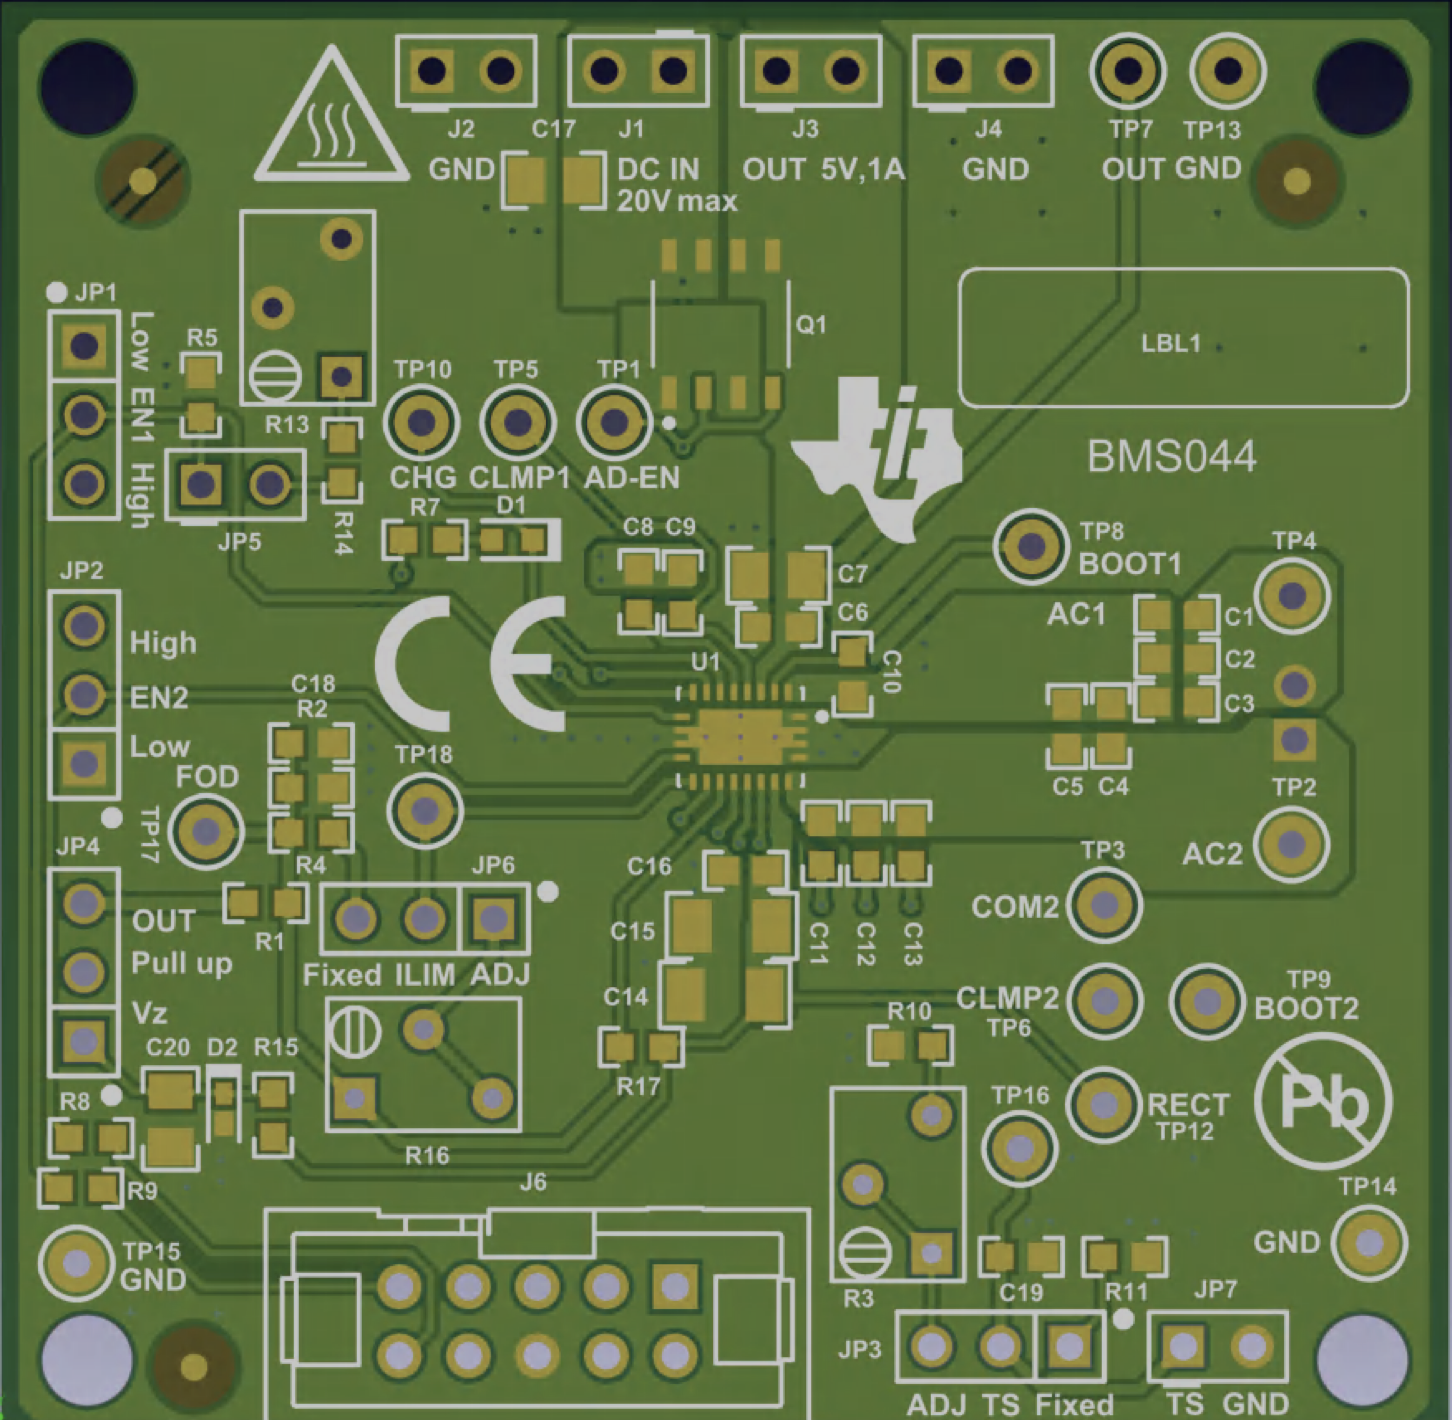 J2
C17
J1
J3
J4
TP7
TP13
GND
DC IN
20V max
OUT 5V,1A
GND
OUT
GND
JP1
Low
EN1
High
R5
R13
TP10
TP5
TP1
Q1
LBL1
CHG
CLMP1
AD-EN
BMS044
JP5
R14
R7
D1
C8
C9
C7
C6
TP8
BOOT1
TP4
JP2
High
EN2
Low
C18
R2
CE
U1
C10
AC1
C1
C2
C3
C5
C4
TP2
FOD
TP17
TP18
R4
JP4
OUT
Pull up
Vz
R1
JP6
Fixed ILIM ADJ
C16
C15
C14
C11
C12
C13
TP3
COM2
AC2
CLMP2
TP6
TP9
BOOT2
R10
R17
C20
D2
R15
R8
R9
R16
TP16
RECT
TP12
Pb
J6
TP15
GND
TP14
GND
R3
C19
R11
JP7
JP3
ADJ TS Fixed
TS GND